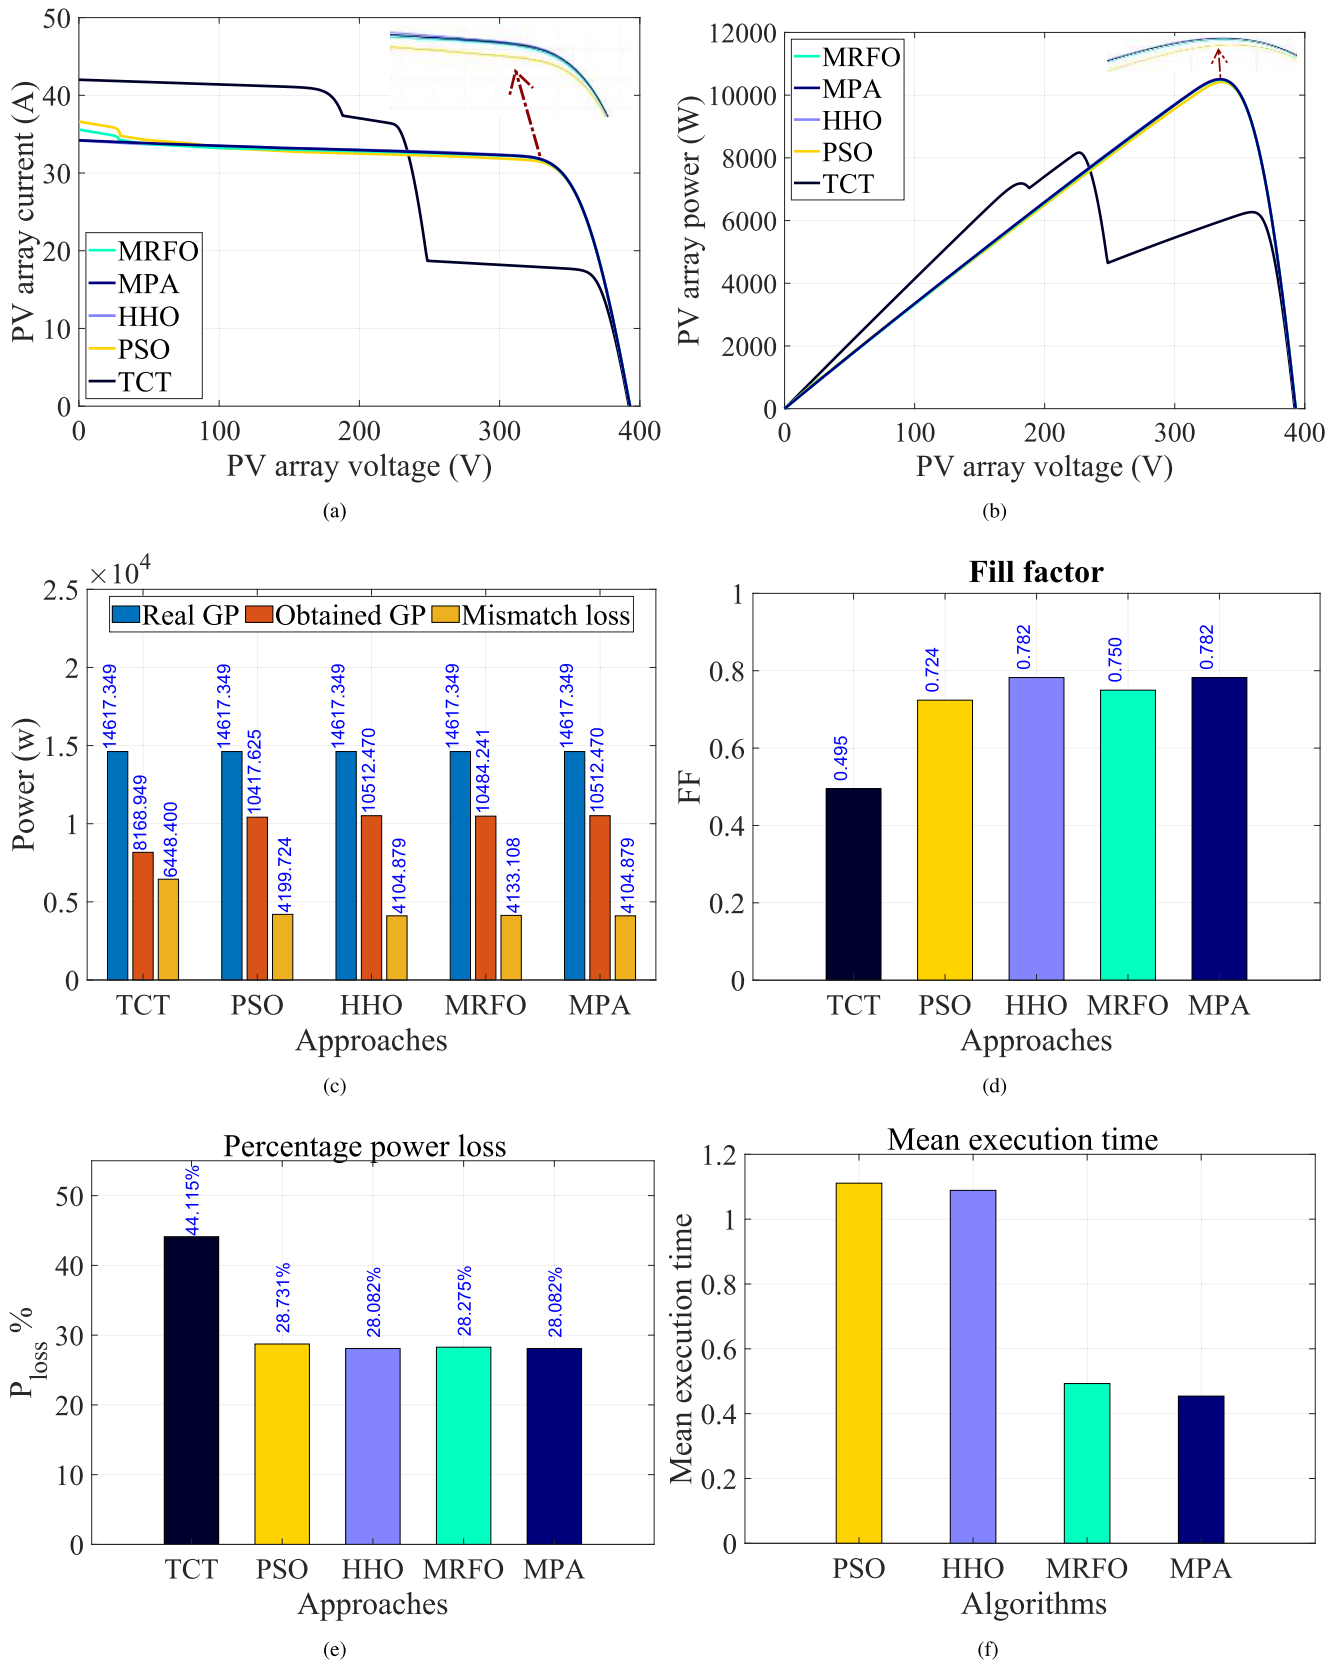 50
40
30
20
10
0
0
100
200
300
400
PV array current (A)
PV array voltage (V)
MRFO
MPA
HHO
PSO
TCT
(a)
12000
10000
8000
6000
4000
2000
0
0
100
200
300
400
PV array power (W)
PV array voltage (V)
MRFO
MPA
HHO
PSO
TCT
(b)
×10^4
2.5
2
1.5
1
0.5
0
Power (w)
Real GP Obtained GP Mismatch loss
14617.349
8168.949
6448.400
14617.349
10417.625
4199.724
14617.349
10512.470
4104.879
14617.349
10484.241
4133.108
14617.349
10512.470
4104.879
TCT PSO HHO MRFO MPA
Approaches
(c)
Fill factor
1
0.8
0.6
0.4
0.2
0
FF
0.495
0.724
0.782
0.750
0.782
TCT PSO HHO MRFO MPA
Approaches
(d)
Percentage power loss
50
40
30
20
10
0
P_loss %
44.115%
28.731%
28.082%
28.275%
28.082%
TCT PSO HHO MRFO MPA
Approaches
(e)
Mean execution time
1.2
1
0.8
0.6
0.4
0.2
0
Mean execution time
PSO HHO MRFO MPA
Algorithms
(f)